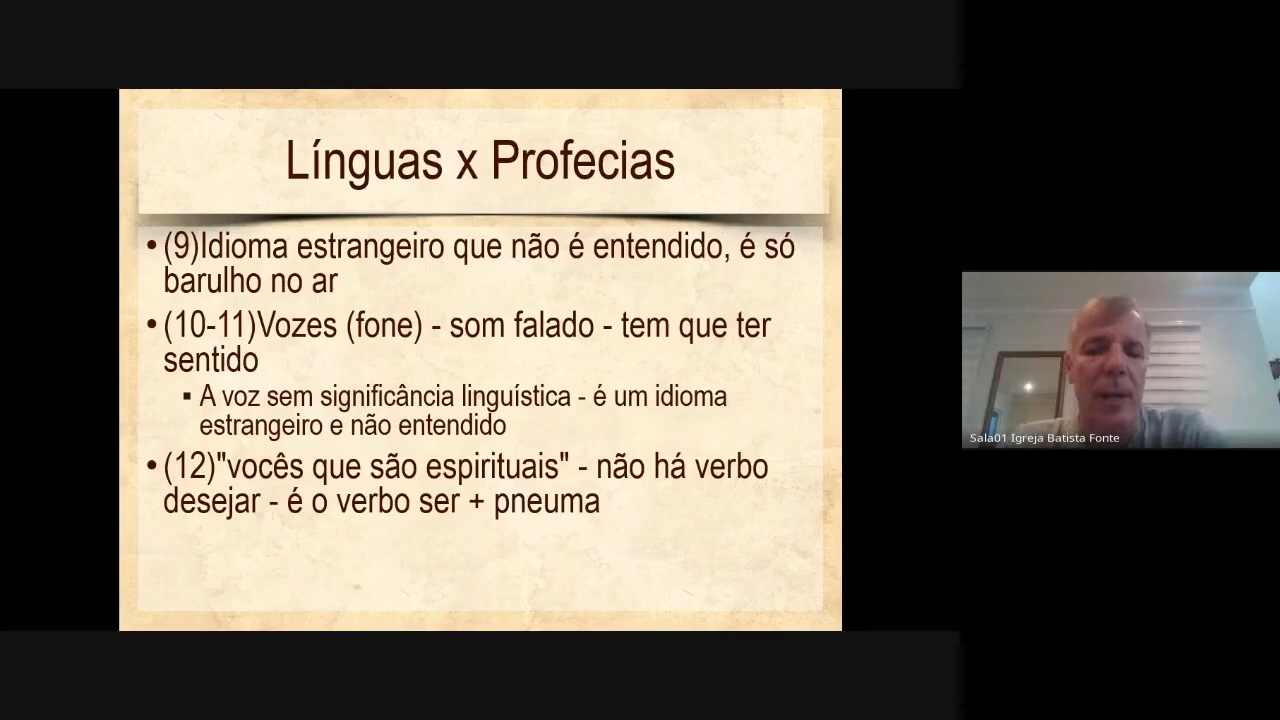 Línguas x Profecias
• (9)Idioma estrangeiro que não é entendido, é só
barulho no ar
• (10-11)Vozes (fone) - som falado - tem que ter
sentido
▪ A voz sem significância linguística - é um idioma
estrangeiro e não entendido
• (12)"vocês que são espirituais" - não há verbo
desejar - é o verbo ser + pneuma
Sala01 Igreja Batista Fonte